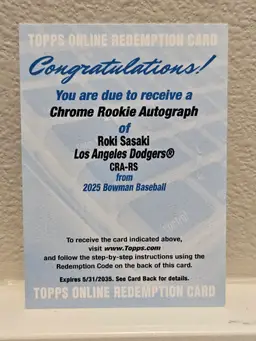 TOPPS ONLINE REDEMPTION CARD
Congratulations!
You are due to receive a
Chrome Rookie Autograph
of
Roki Sasaki
Los Angeles Dodgers®
CRA-RS
from
2025 Bowman Baseball
To receive the card indicated above,
visit www.Topps.com
and follow the step-by-step instructions using the
Redemption Code on the back of this card.
Expires 5/31/2035. See Card Back for details.
TOPPS ONLINE REDEMPTION CARD